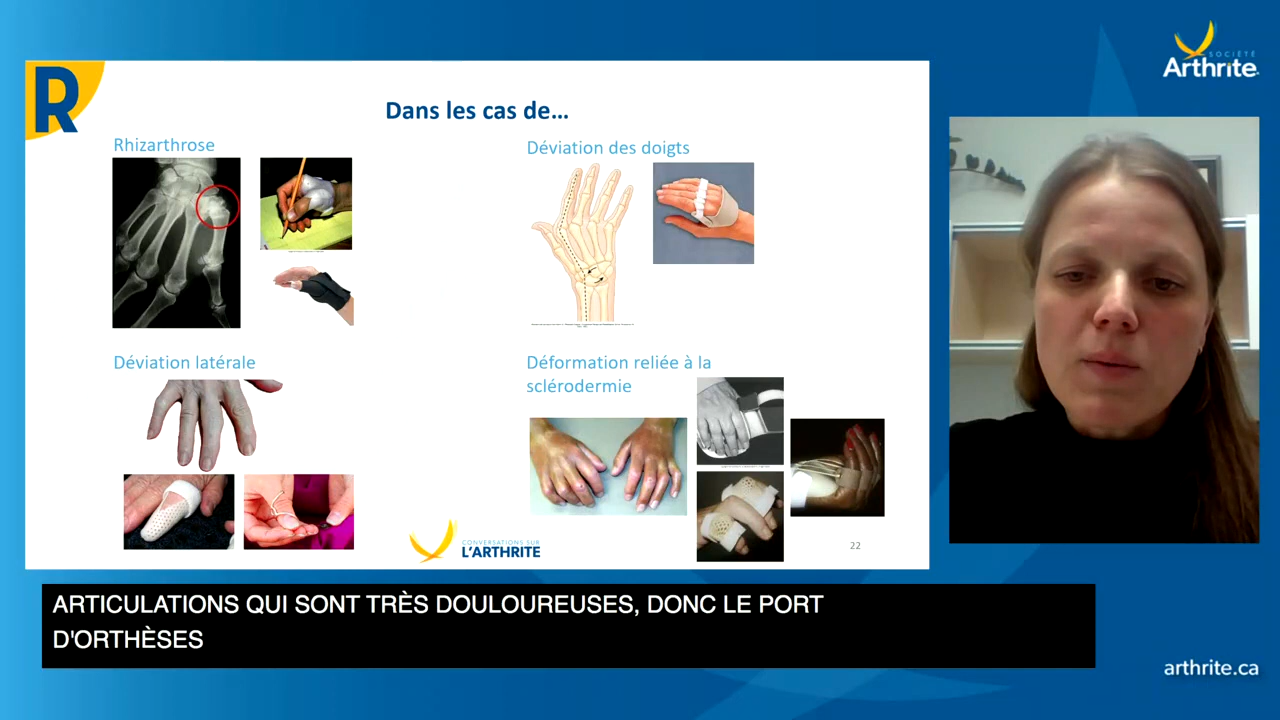 R
Dans les cas de…
Rhizarthrose
Déviation des doigts
Déviation latérale
Déformation reliée à la
sclérodermie
CONVERSATIONS SUR
L'ARTHRITE
22
SOCIÉTÉ
Arthrite
ARTICULATIONS QUI SONT TRÈS DOULOUREUSES, DONC LE PORT
D'ORTHÈSES
arthrite.ca